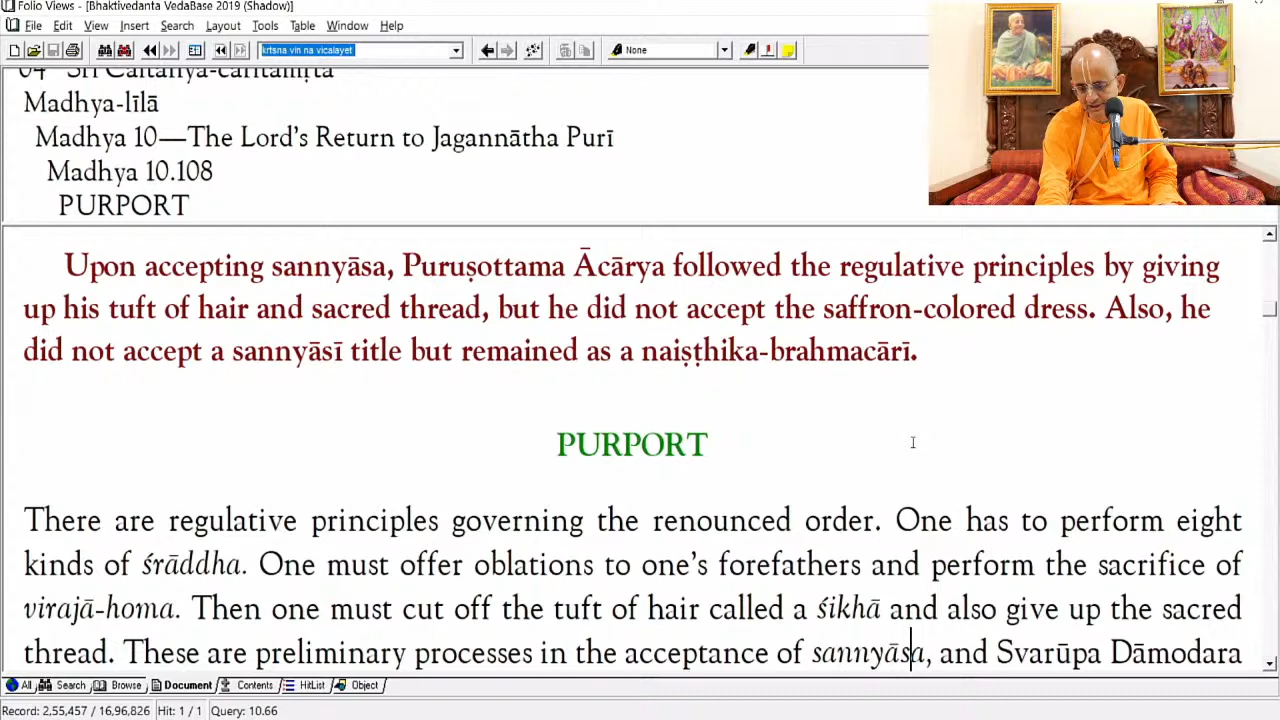 Folio Views - [Bhaktivedanta VedaBase 2019 (Shadow)]
File Edit View Insert Search Layout Tools Table Window Help
krtsna vin na vicalayet None
04 Śrī Caitanya-caritāmṛta
Madhya-līlā
Madhya 10—The Lord's Return to Jagannātha Purī
Madhya 10.108
PURPORT
Upon accepting sannyāsa, Puruṣottama Ācārya followed the regulative principles by giving
up his tuft of hair and sacred thread, but he did not accept the saffron-colored dress. Also, he
did not accept a sannyāsī title but remained as a naiṣṭhika-brahmacārī.
PURPORT
There are regulative principles governing the renounced order. One has to perform eight
kinds of śrāddha. One must offer oblations to one's forefathers and perform the sacrifice of
virajā-homa. Then one must cut off the tuft of hair called a śikhā and also give up the sacred
thread. These are preliminary processes in the acceptance of sannyāsa, and Svarūpa Dāmodara
All Search Browse Document Contents HitList Object
Record: 2,55,457 / 16,96,826 Hit: 1 / 1 Query: 10.66